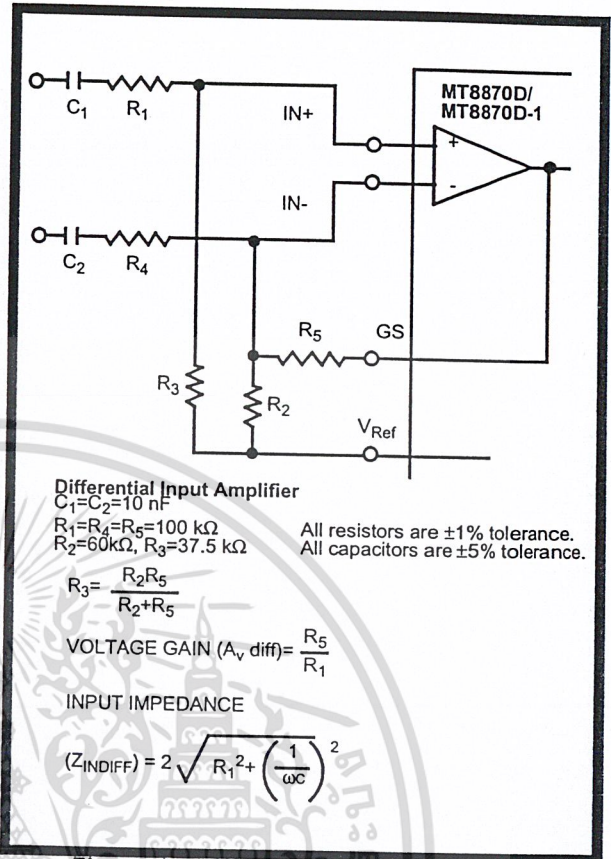 MT8870D/
MT8870D-1
C₁ R₁
IN+
+
-
IN-
C₂ R₄
R₅ GS
R₃
R₂
VRef
Differential Input Amplifier
C₁=C₂=10 nF
R₁=R₄=R₅=100 kΩ
All resistors are ±1% tolerance.
R₂=60kΩ, R₃=37.5 kΩ
All capacitors are ±5% tolerance.
R₃= R₂R₅ / R₂+R₅
VOLTAGE GAIN (Aᵥ diff)= R₅ / R₁
INPUT IMPEDANCE
(ZINDIFF) = 2 √ R₁²+ (1 / ωc)²